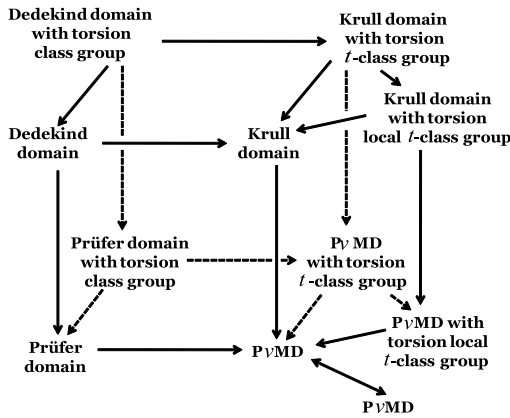 Dedekind domain
with torsion
class group
Krull domain
with torsion
t-class group
Krull domain
with torsion
local t-class group
Dedekind
domain
Krull
domain
Prüfer domain
with torsion
class group
PvMD
with torsion
t-class group
PvMD with
torsion local
t-class group
Prüfer
domain
PvMD
PvMD